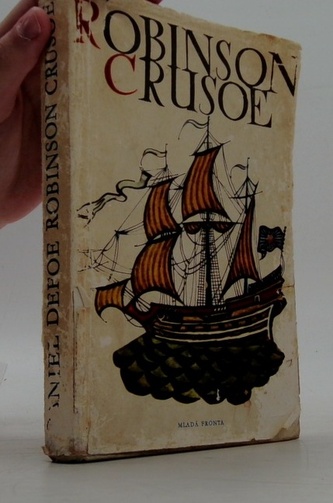 ROBINSON
CRUSOE
MLADÁ FRONTA
DANIEL DEFOE ROBINSON CRUSOE